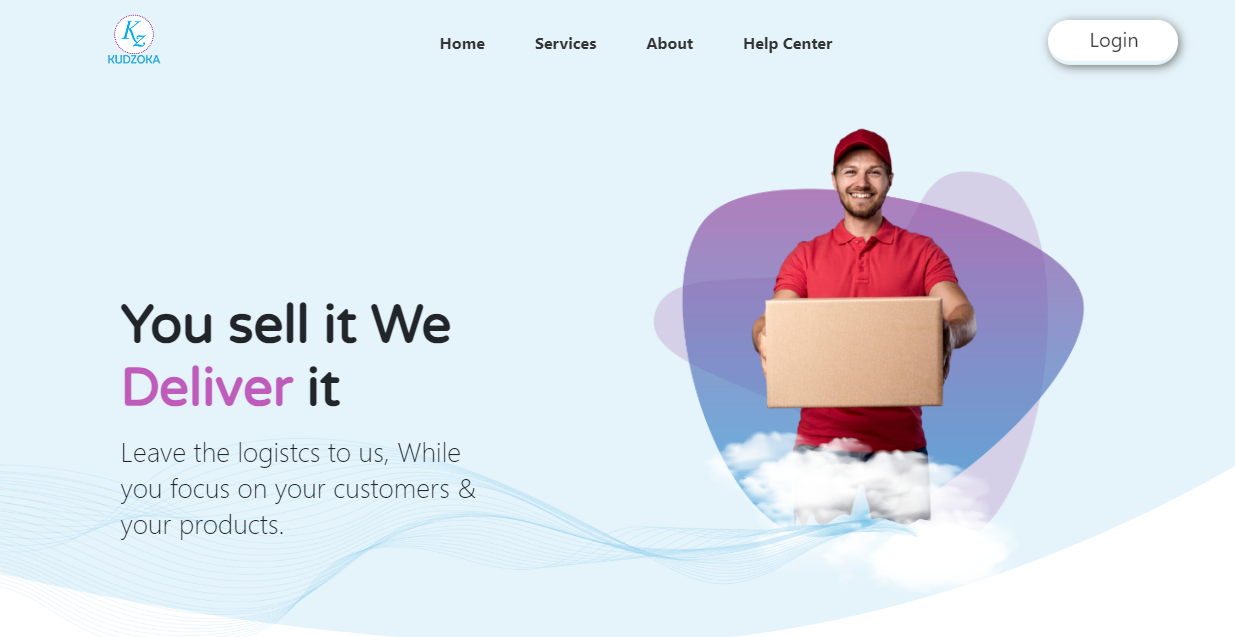 Kz
KUDZOKA
Home
Services
About
Help Center
Login
You sell it We
Deliver it
Leave the logistcs to us, While
you focus on your customers &
your products.